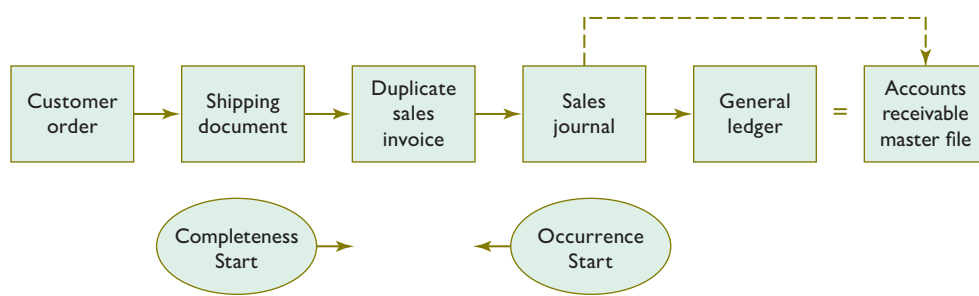 Customer
order
Shipping
document
Duplicate
sales
invoice
Sales
journal
General
ledger
=
Accounts
receivable
master file
Completeness
Start
Occurrence
Start